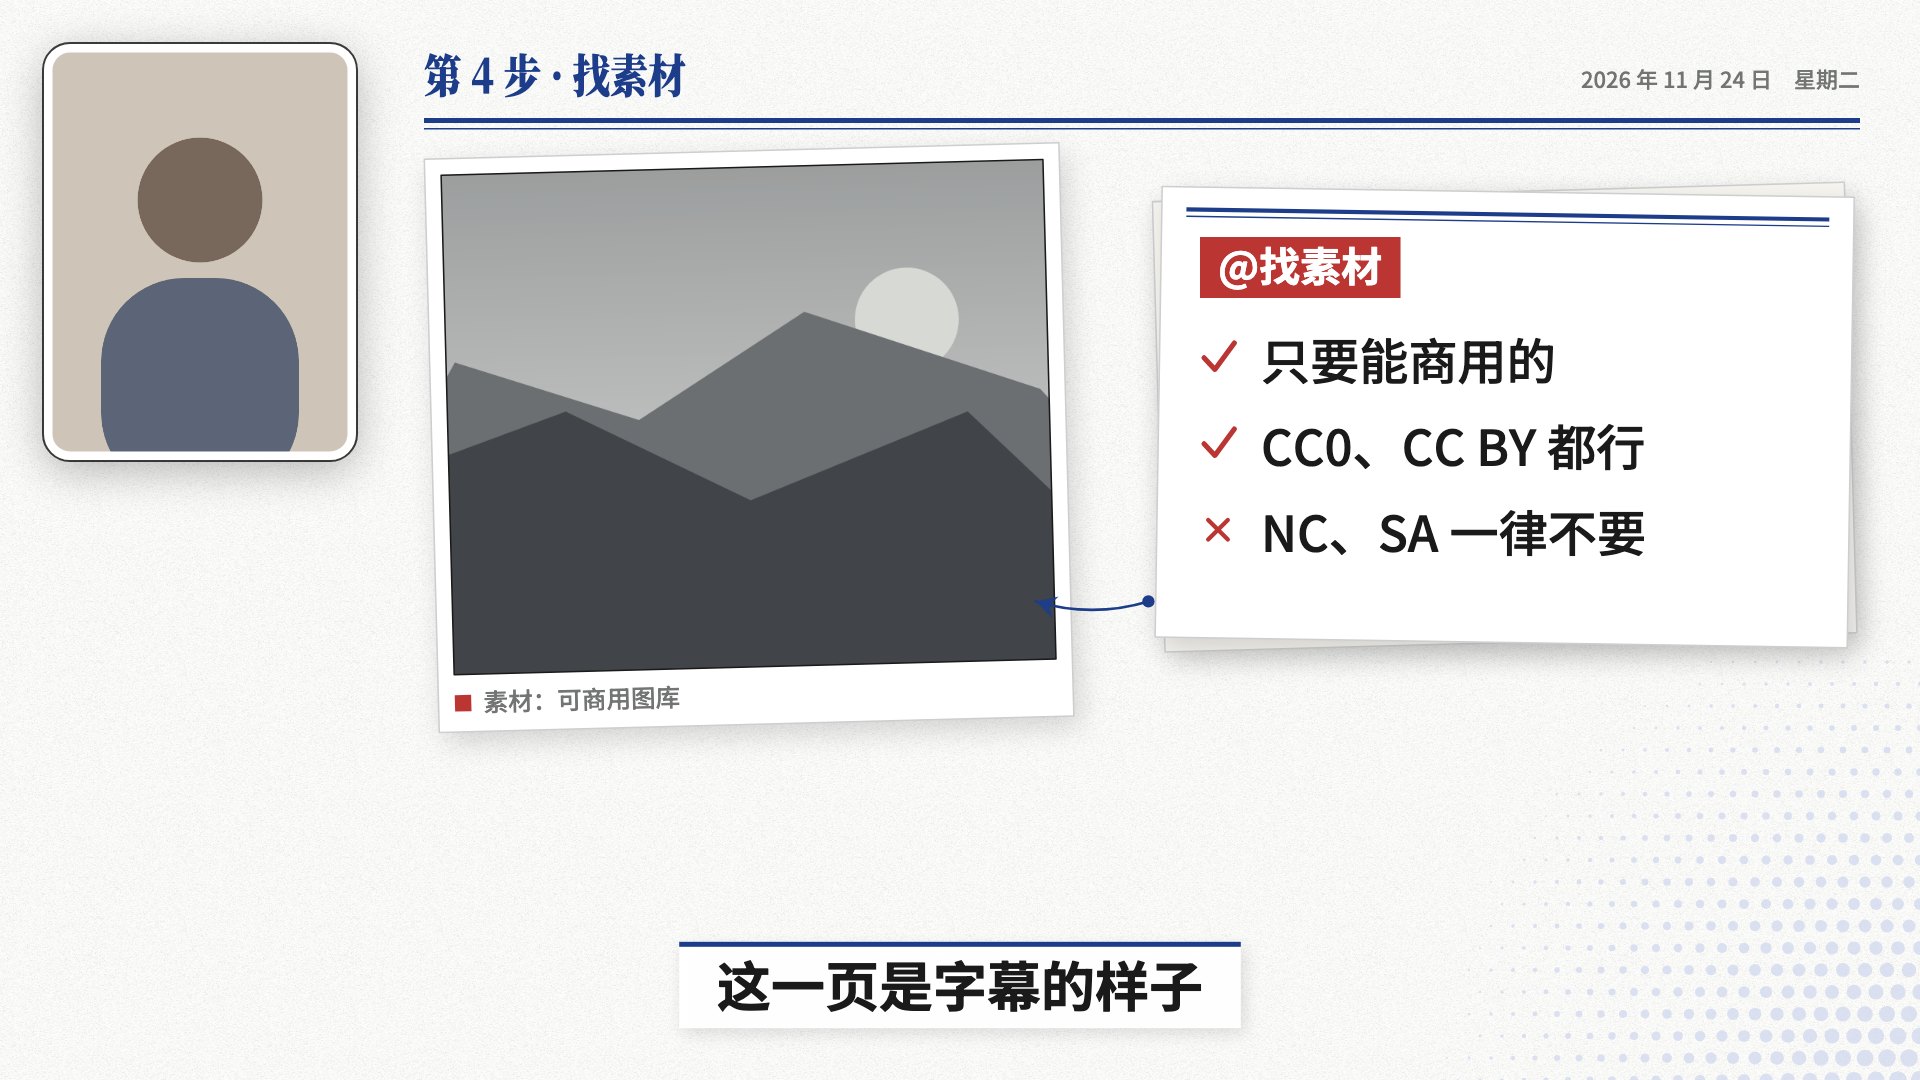 第 4 步 · 找素材
2026 年 11 月 24 日 星期二
@找素材
只要能商用的
CC0、CC BY 都行
NC、SA 一律不要
素材：可商用图库
这一页是字幕的样子